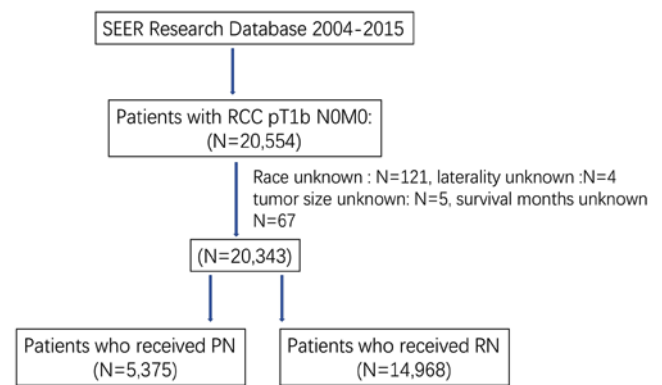 SEER Research Database 2004-2015
Patients with RCC pT1b N0M0:
(N=20,554)
Race unknown : N=121, laterality unknown :N=4
tumor size unknown: N=5, survival months unknown
N=67
(N=20,343)
Patients who received PN
(N=5,375)
Patients who received RN
(N=14,968)